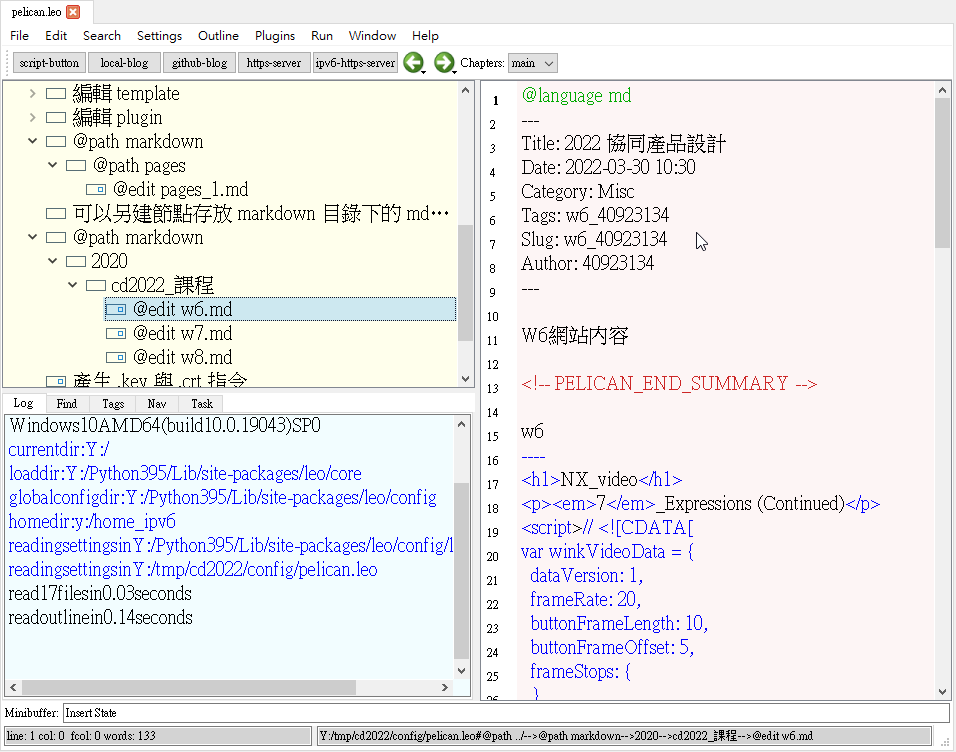 pelican.leo
File Edit Search Settings Outline Plugins Run Window Help
script-button local-blog github-blog https-server ipv6-https-server Chapters: main
編輯 template
編輯 plugin
@path markdown
@path pages
@edit pages_1.md
可以另建節點存放 markdown 目錄下的 md…
@path markdown
2020
cd2022_課程
@edit w6.md
@edit w7.md
@edit w8.md
產生 .key 與 .crt 指令
Log Find Tags Nav Task
Windows10AMD64(build10.0.19043)SP0
currentdir:Y:/
loaddir:Y:/Python395/Lib/site-packages/leo/core
globalconfigdir:Y:/Python395/Lib/site-packages/leo/config
homedir:y:/home_ipv6
readingsettingsinY:/Python395/Lib/site-packages/leo/config/l
readingsettingsinY:/tmp/cd2022/config/pelican.leo
read17filesin0.03seconds
readoutlinein0.14seconds
1 @language md
2 ---
3 Title: 2022 協同產品設計
4 Date: 2022-03-30 10:30
5 Category: Misc
6 Tags: w6_40923134
7 Slug: w6_40923134
8 Author: 40923134
9 ---
10
11 W6網站內容
12
13 <!-- PELICAN_END_SUMMARY -->
14
15 w6
16 ----
17 <h1>NX_video</h1>
18 <p><em>7</em>_Expressions (Continued)</p>
19 <script>// <![CDATA[
20 var winkVideoData = {
21 dataVersion: 1,
22 frameRate: 20,
23 buttonFrameLength: 10,
24 buttonFrameOffset: 5,
25 frameStops: {
26 }
Minibuffer: Insert State
line: 1 col: 0 fcol: 0 words: 133 Y:/tmp/cd2022/config/pelican.leo#@path ../-->@path markdown-->2020-->cd2022_課程-->@edit w6.md